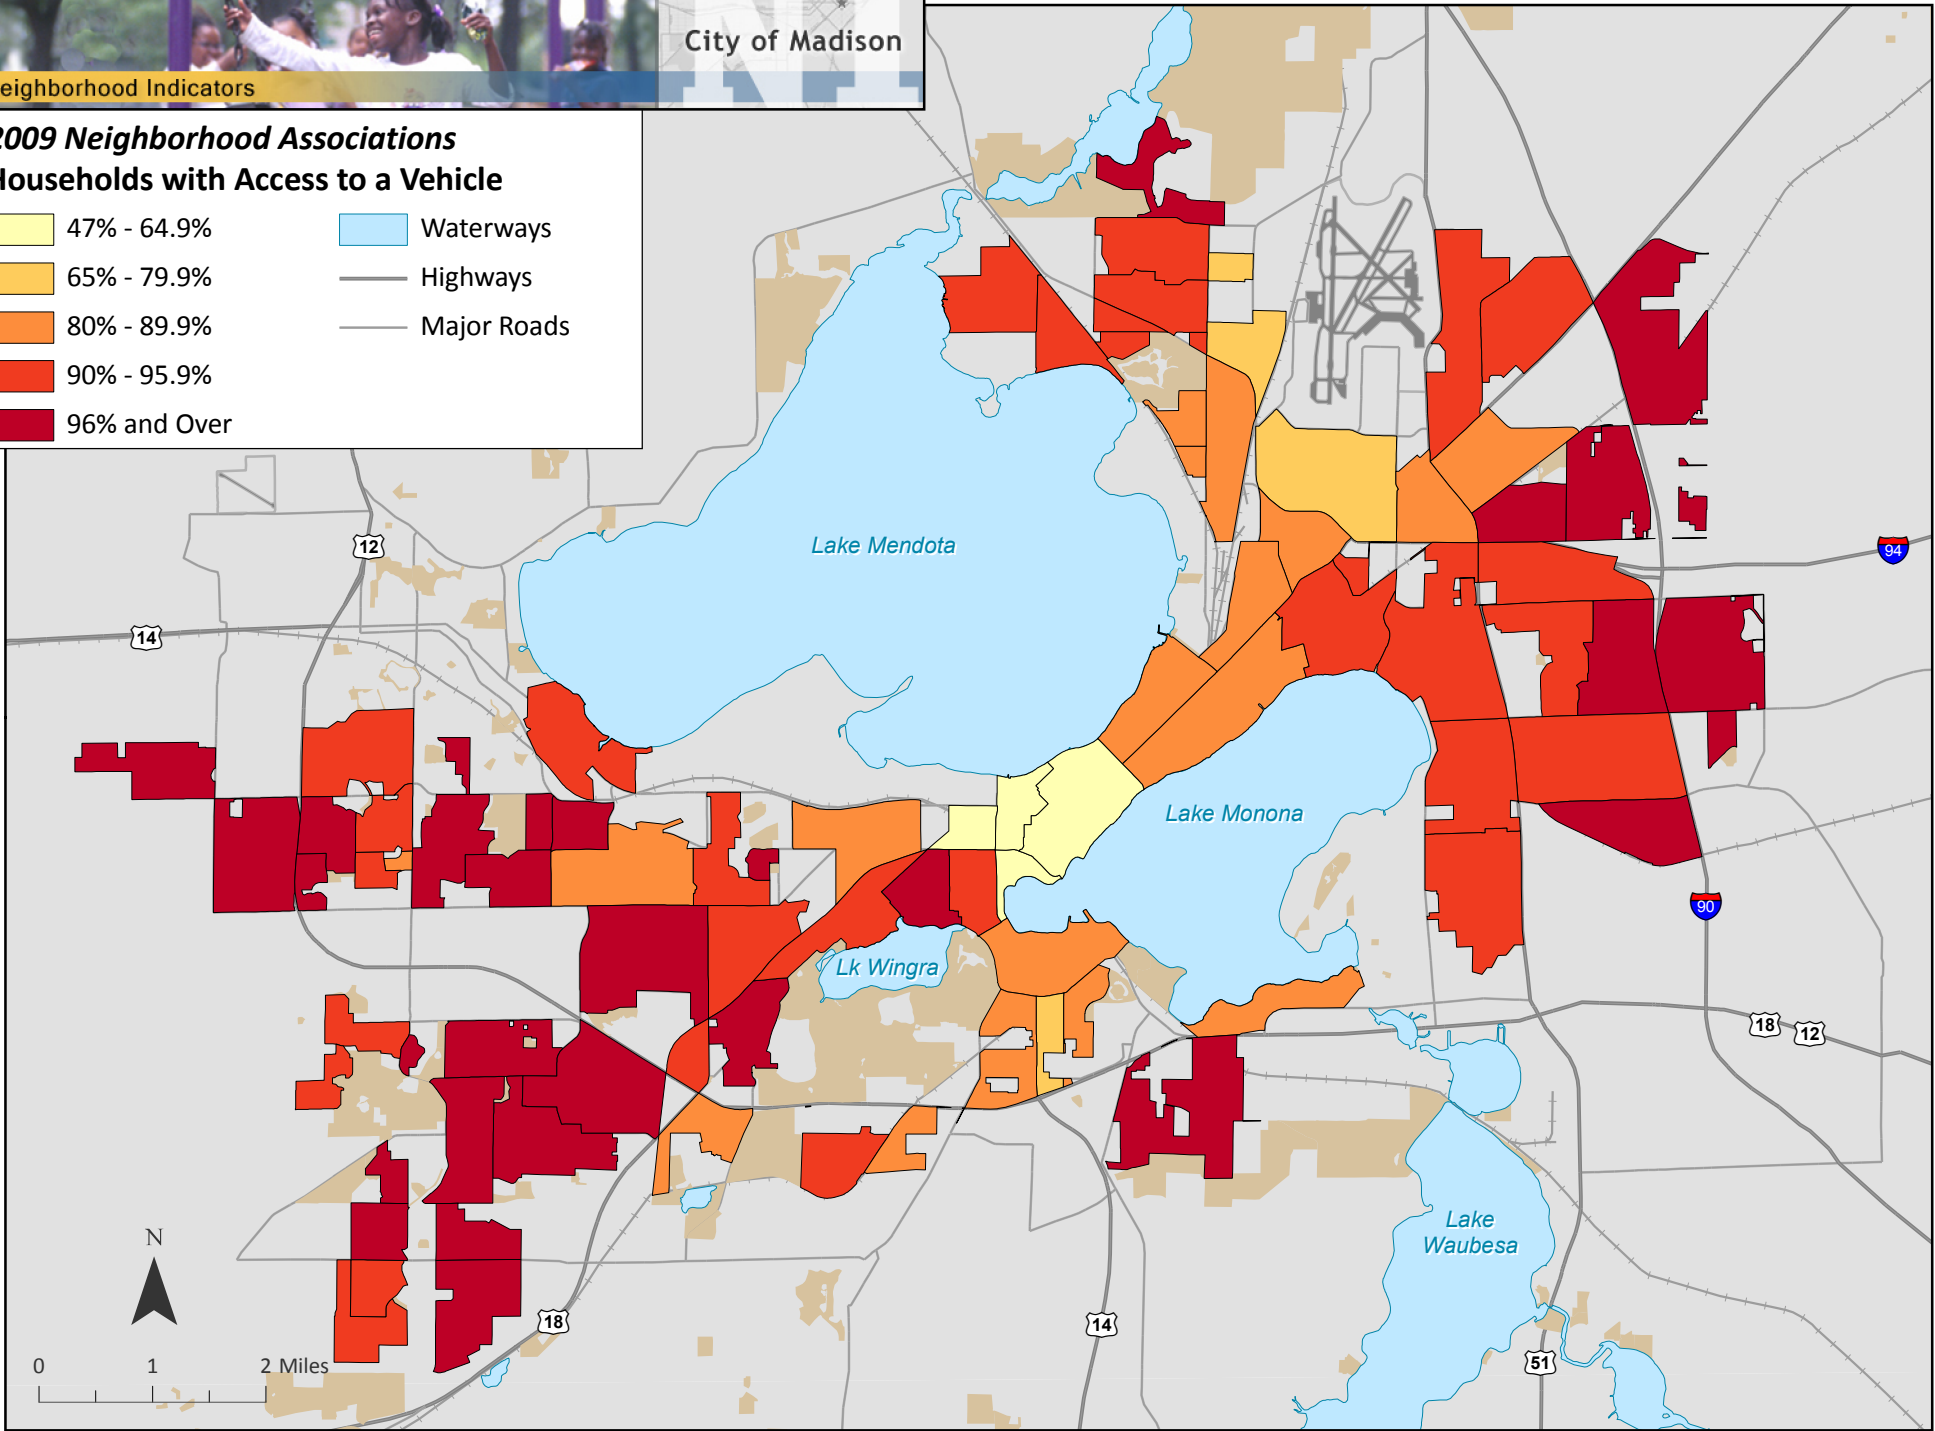 City of Madison
NI
eighborhood Indicators
2009 Neighborhood Associations
Households with Access to a Vehicle
47% - 64.9%
65% - 79.9%
80% - 89.9%
90% - 95.9%
96% and Over
Waterways
Highways
Major Roads
12
14
94
Lake Mendota
Lake Monona
90
Lk Wingra
18
12
Lake
Waubesa
N
18
14
51
0 1 2 Miles